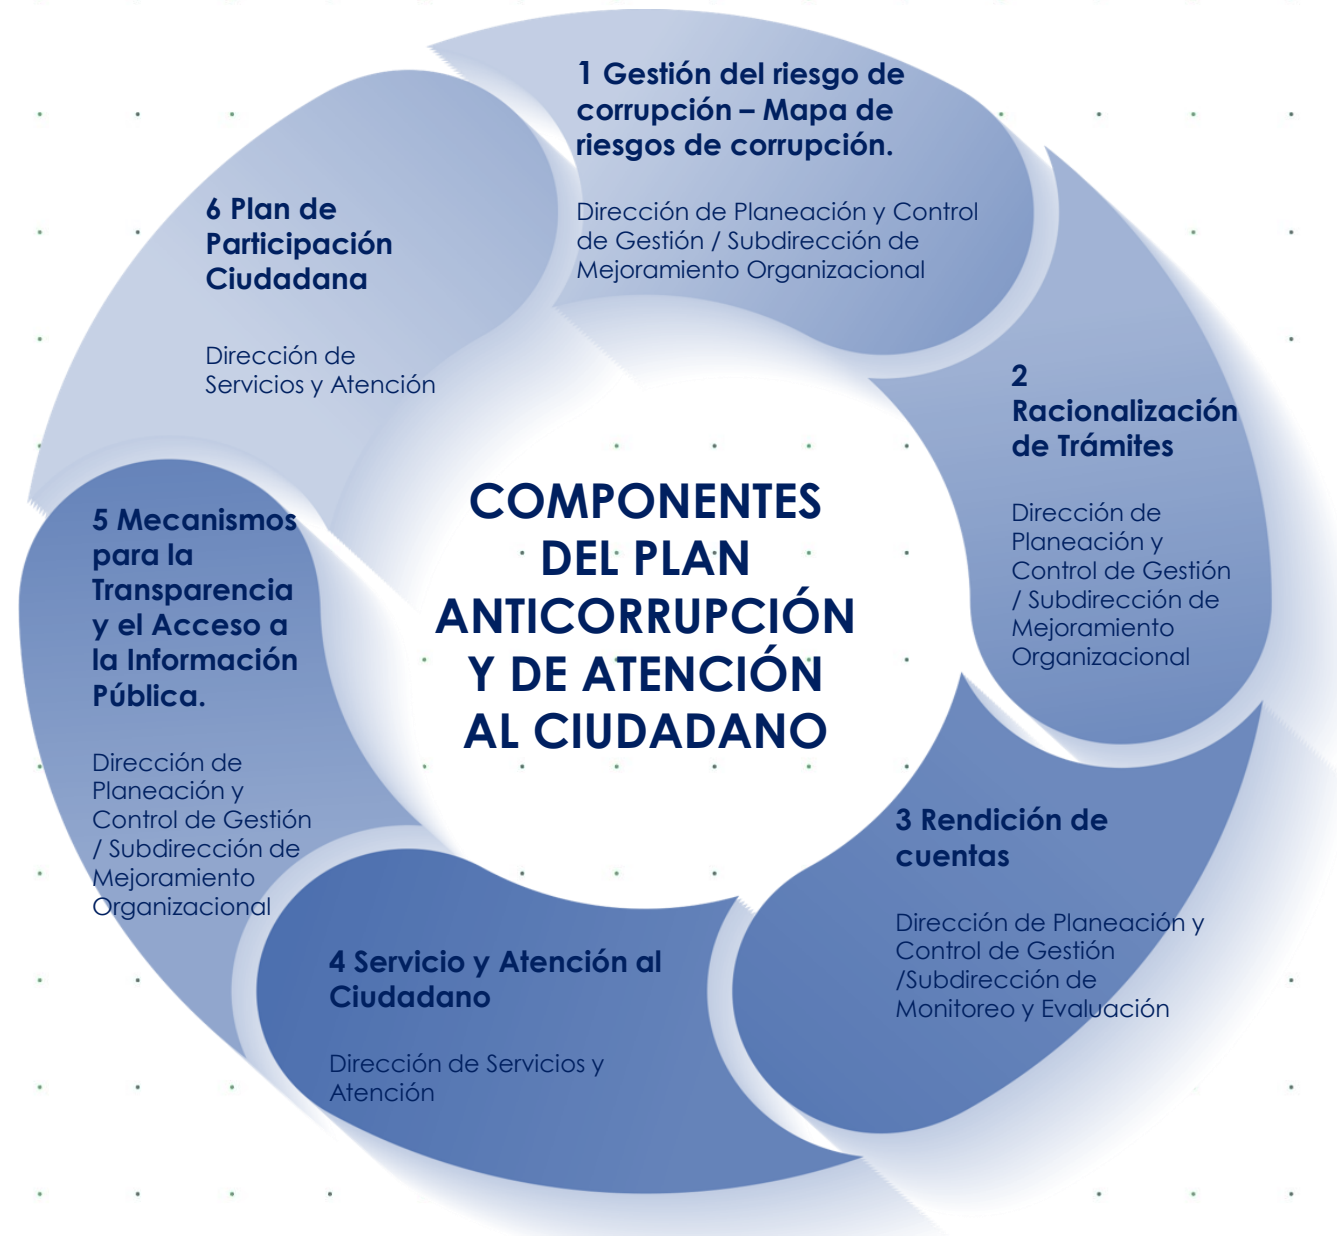 1 Gestión del riesgo de
corrupción – Mapa de
riesgos de corrupción.
Dirección de Planeación y Control
de Gestión / Subdirección de
Mejoramiento Organizacional
2
Racionalización
de Trámites
Dirección de
Planeación y
Control de Gestión
/ Subdirección de
Mejoramiento
Organizacional
3 Rendición de
cuentas
Dirección de Planeación y
Control de Gestión
/Subdirección de
Monitoreo y Evaluación
4 Servicio y Atención al
Ciudadano
Dirección de Servicios y
Atención
5 Mecanismos
para la
Transparencia
y el Acceso a
la Información
Pública.
Dirección de
Planeación y
Control de Gestión
/ Subdirección de
Mejoramiento
Organizacional
6 Plan de
Participación
Ciudadana
Dirección de
Servicios y Atención
COMPONENTES
DEL PLAN
ANTICORRUPCIÓN
Y DE ATENCIÓN
AL CIUDADANO